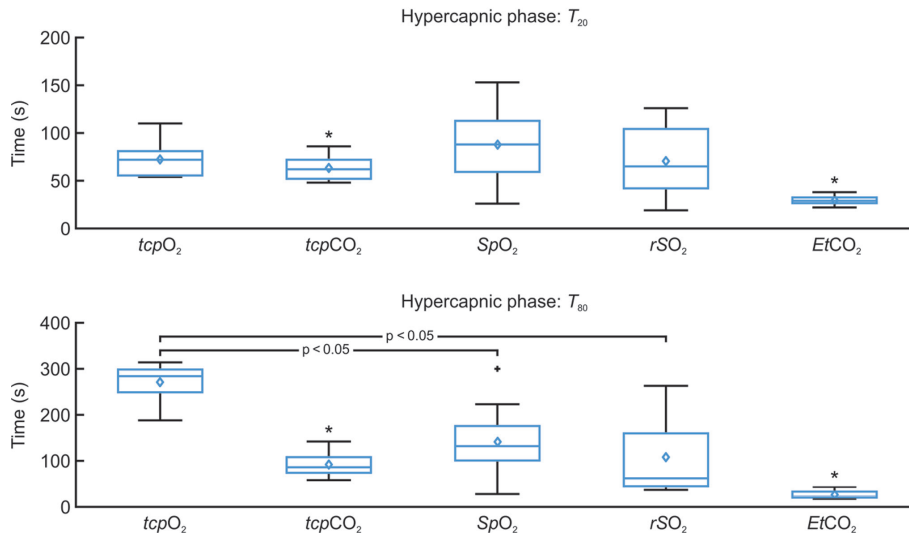 Hypercapnic phase: T₂₀
200
150
100
50
0
Time (s)
*
*
tcpO₂ tcpCO₂ SpO₂ rSO₂ EtCO₂
Hypercapnic phase: T₈₀
400
300
200
100
0
Time (s)
p < 0.05
p < 0.05
*
*
tcpO₂ tcpCO₂ SpO₂ rSO₂ EtCO₂